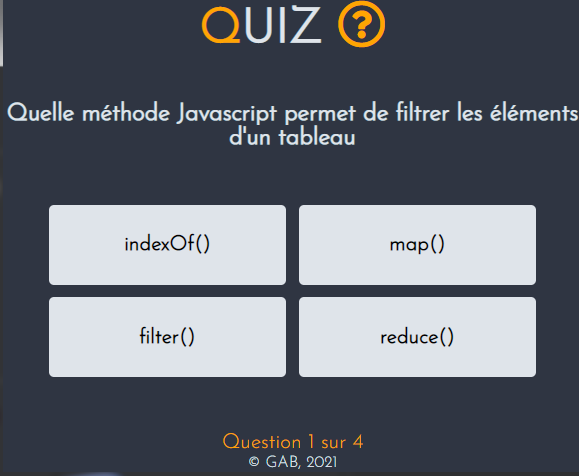 QUIZ
Quelle méthode Javascript permet de filtrer les éléments
d'un tableau
indexOf()
map()
filter()
reduce()
Question 1 sur 4
© GAB, 2021